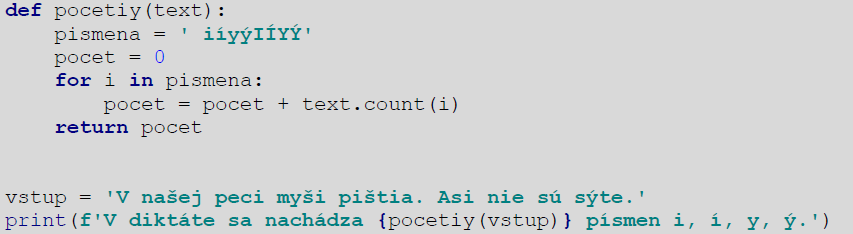 def pocetiy(text):
    pismena = ' iíyýIÍYÝ'
    pocet = 0
    for i in pismena:
        pocet = pocet + text.count(i)
    return pocet
vstup = 'V našej peci myši pištia. Asi nie sú sýte.'
print(f'V diktáte sa nachádza {pocetiy(vstup)} písmen i, í, y, ý.')